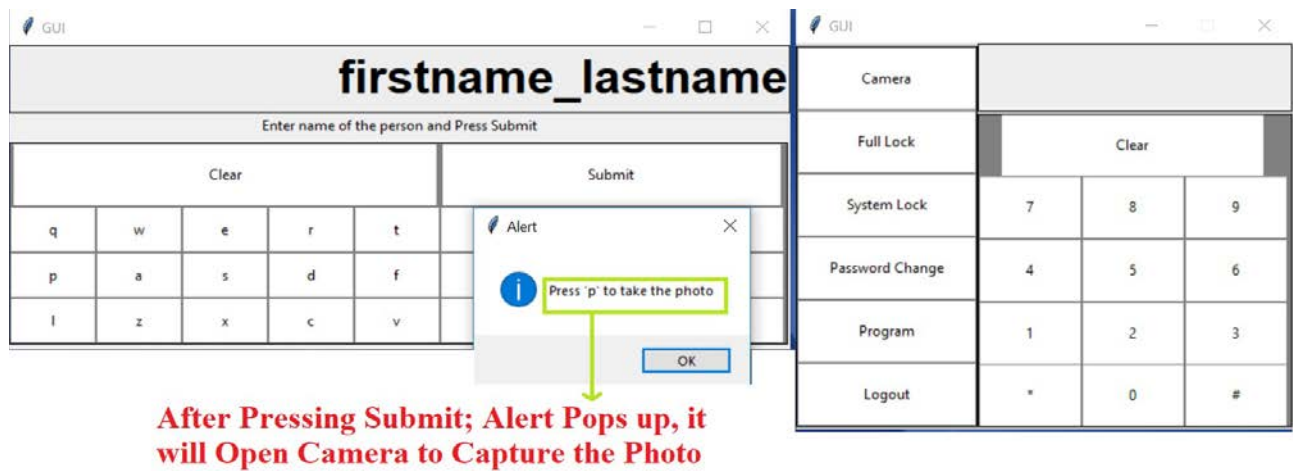 GUI
firstname_lastname
Enter name of the person and Press Submit
Clear Submit
q w e r t
p a s d f
l z x c v
Alert
Press `p` to take the photo
OK
After Pressing Submit; Alert Pops up, it
will Open Camera to Capture the Photo
GUI
Camera
Full Lock
System Lock
Password Change
Program
Logout
Clear
7 8 9
4 5 6
1 2 3
* 0 #